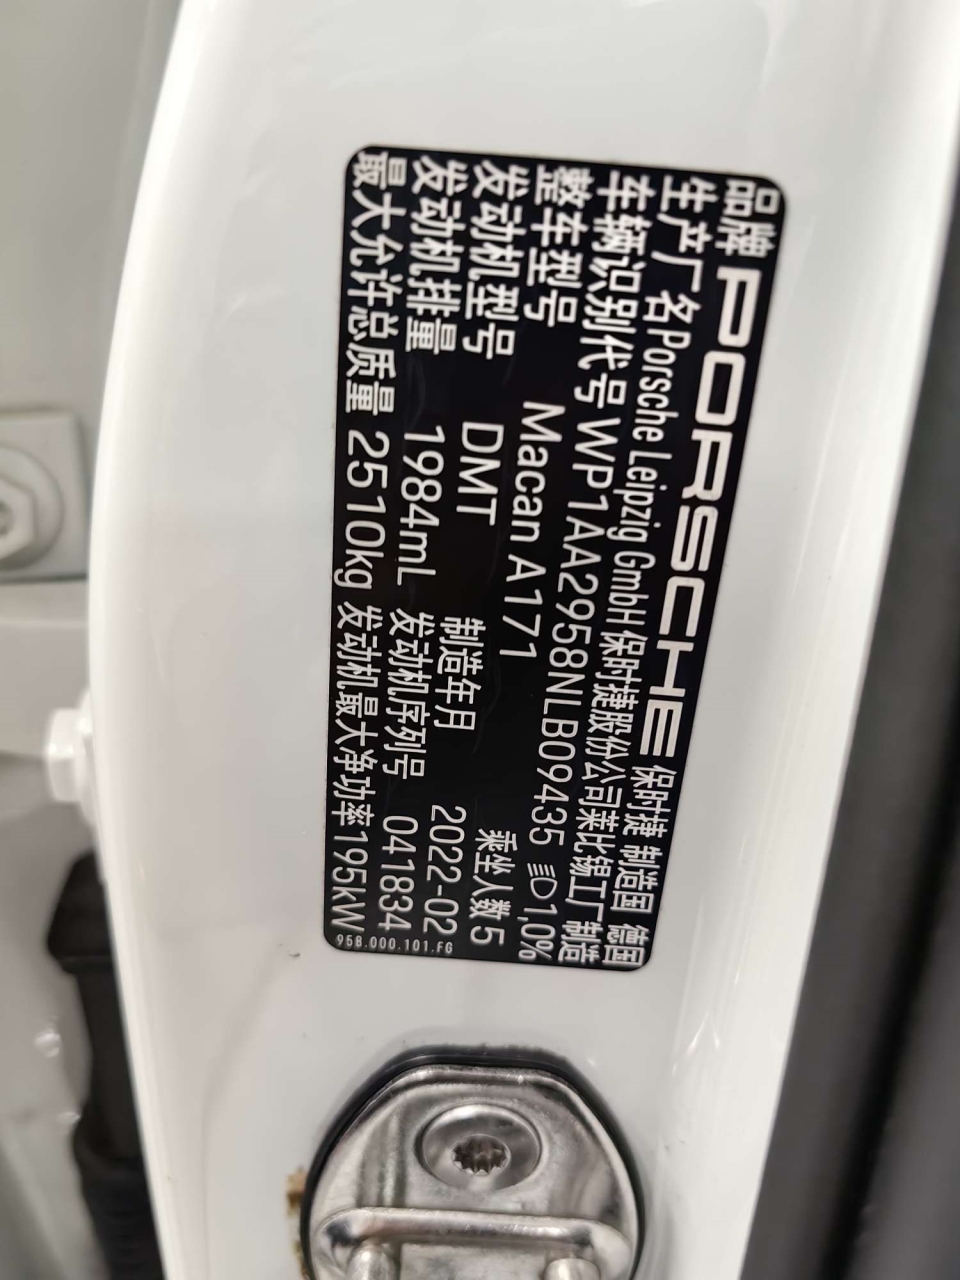 品牌 PORSCHE 保时捷 制造国 德国
生产厂名Porsche Leipzig GmbH保时捷股份公司莱比锡工厂制造
车辆识别代号 WP1AA2958NLB09435 1,0%
整车型号 Macan A171 乘坐人数 5
发动机型号 DMT 制造年月 2022-02
发动机排量 1984mL 发动机序列号 041834
最大允许总质量 2510kg 发动机最大净功率195kW
958.000.101.FG